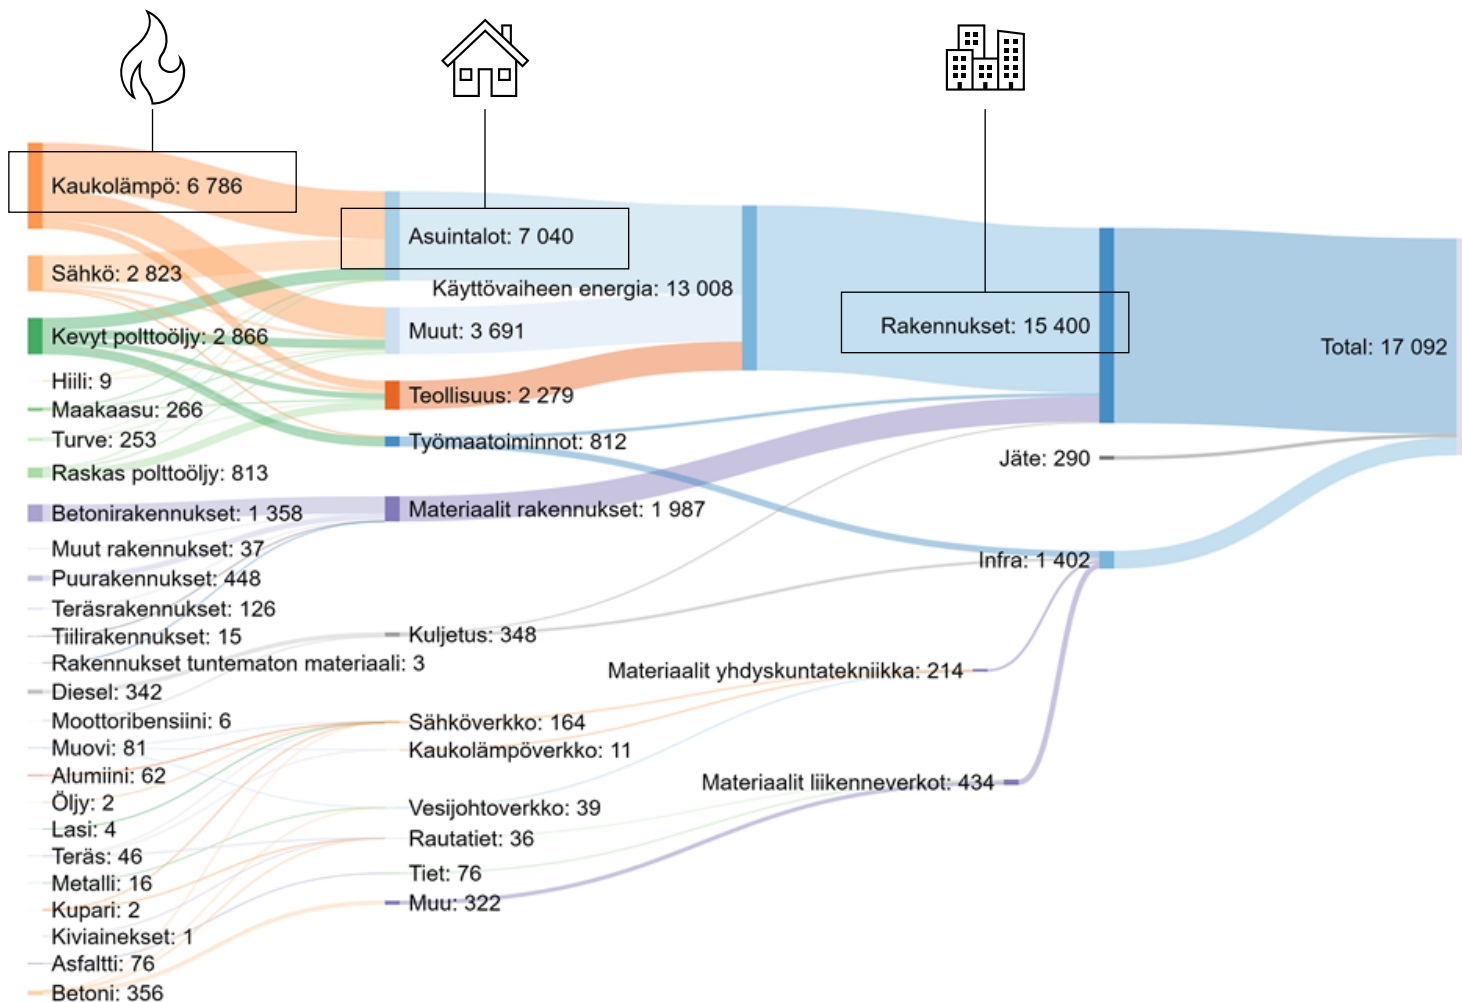 Kaukolämpö: 6 786
Sähkö: 2 823
Kevyt polttoöljy: 2 866
Hiili: 9
Maakaasu: 266
Turve: 253
Raskas polttoöljy: 813
Betonirakennukset: 1 358
Muut rakennukset: 37
Puurakennukset: 448
Teräsrakennukset: 126
Tiilirakennukset: 15
Rakennukset tuntematon materiaali: 3
Diesel: 342
Moottoribensiini: 6
Muovi: 81
Alumiini: 62
Öljy: 2
Lasi: 4
Teräs: 46
Metalli: 16
Kupari: 2
Kiviainekset: 1
Asfaltti: 76
Betoni: 356
Asuintalot: 7 040
Muut: 3 691
Teollisuus: 2 279
Työmaatoiminnot: 812
Materiaalit rakennukset: 1 987
Kuljetus: 348
Sähköverkko: 164
Kaukolämpöverkko: 11
Vesijohtoverkko: 39
Rautatiet: 36
Tiet: 76
Muu: 322
Käyttövaiheen energia: 13 008
Materiaalit yhdyskuntatekniikka: 214
Materiaalit liikenneverkot: 434
Rakennukset: 15 400
Jäte: 290
Infra: 1 402
Total: 17 092